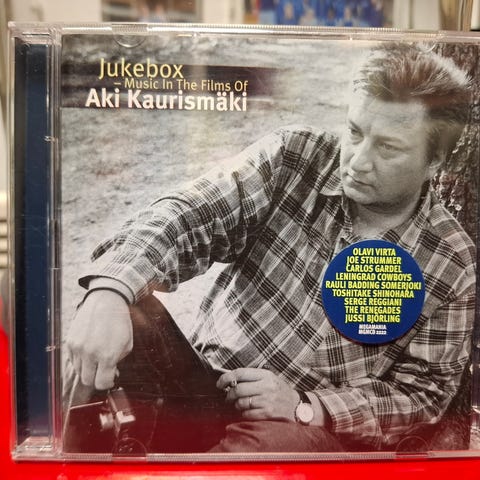 Jukebox
– Music In The Films Of
Aki Kaurismäki
OLAVI VIRTA
JOE STRUMMER
CARLOS GARDEL
LENINGRAD COWBOYS
RAULI BADDING SOMERJOKI
TOSHITAKE SHINOHARA
SERGE REGGIANI
THE RENEGADES
JUSSI BJÖRLING
MEGAMANIA
MGMCD 2222